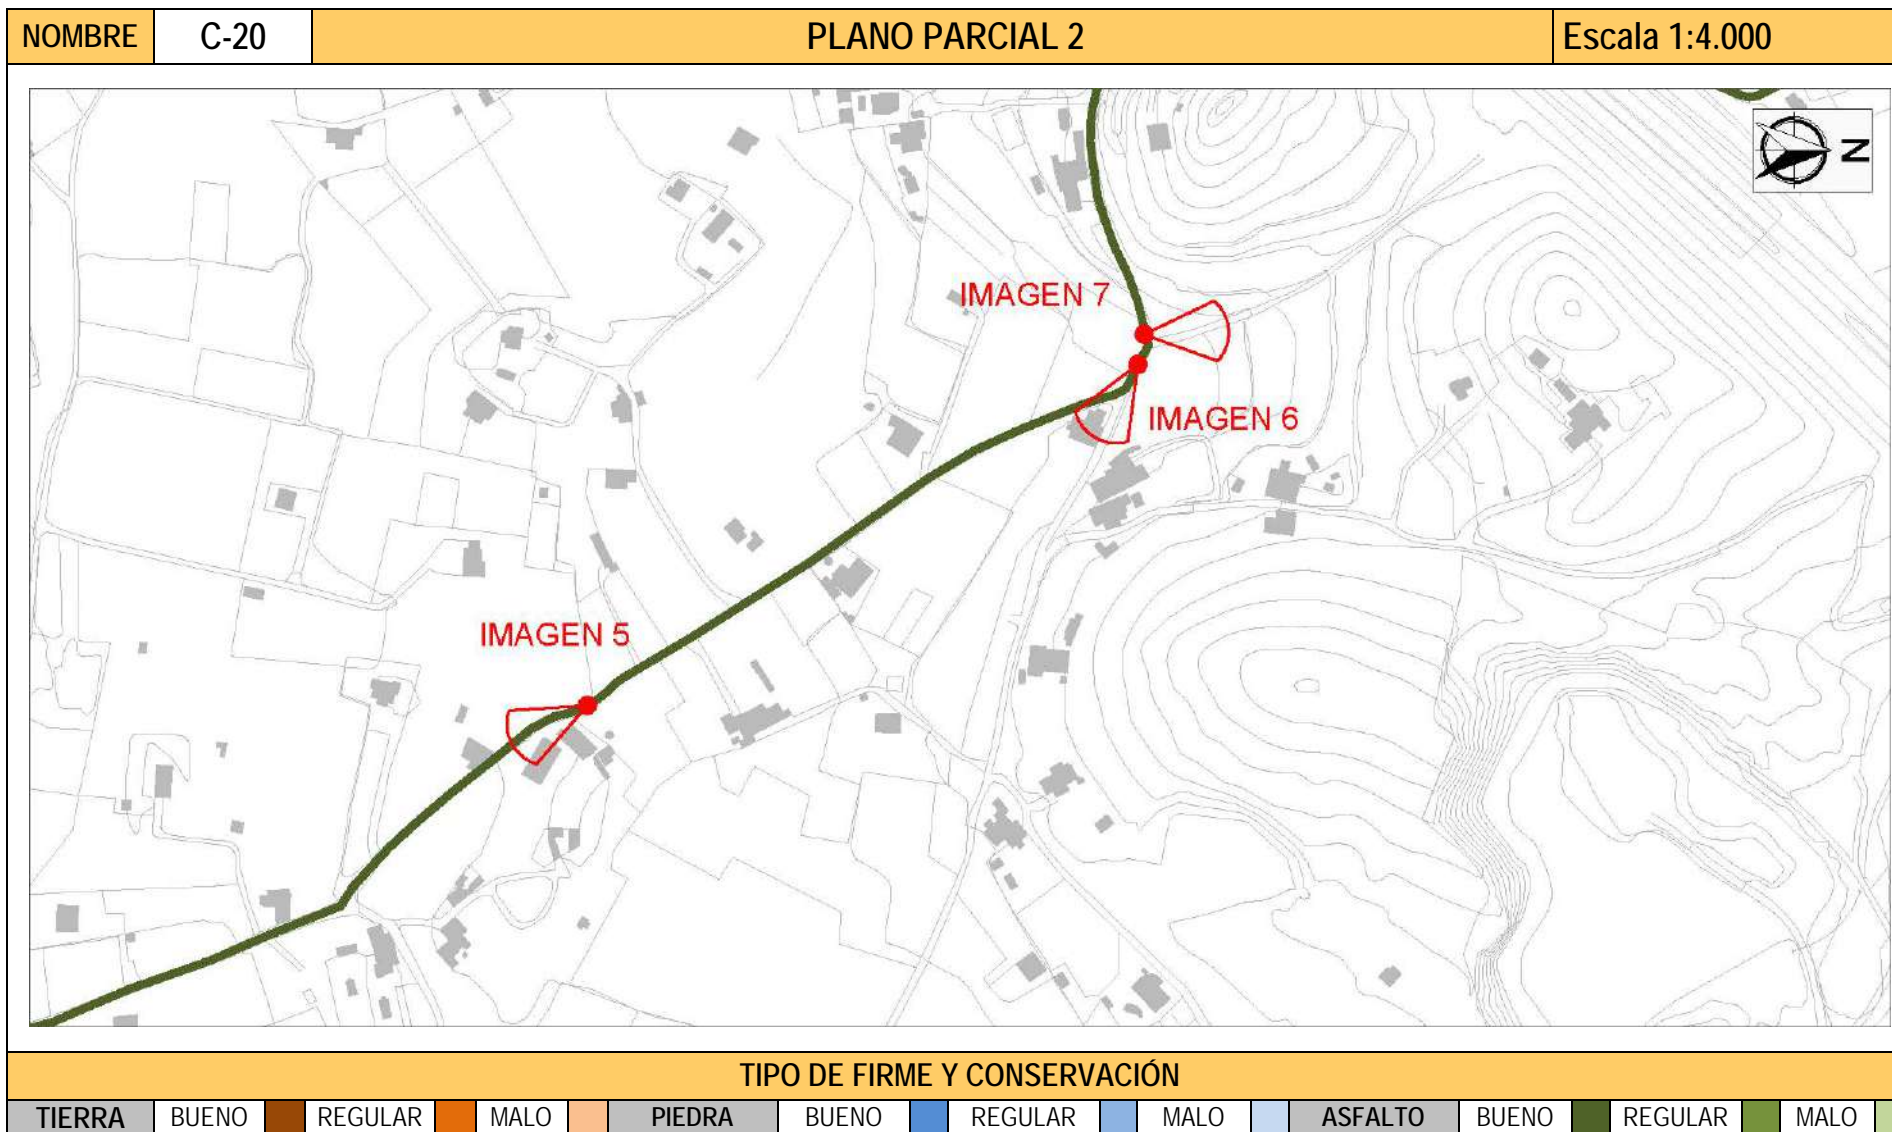 NOMBRE C-20 PLANO PARCIAL 2 Escala 1:4.000
N
IMAGEN 7
IMAGEN 6
IMAGEN 5
TIPO DE FIRME Y CONSERVACIÓN
TIERRA BUENO REGULAR MALO PIEDRA BUENO REGULAR MALO ASFALTO BUENO REGULAR MALO